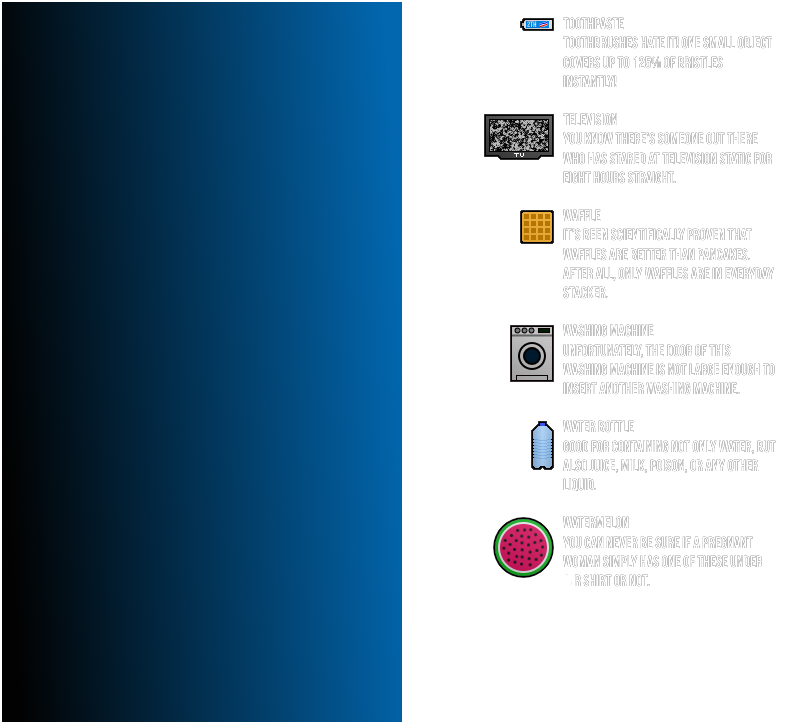 TOOTHPASTE
TOOTHBRUSHES HATE IT! ONE SMALL OBJECT
COVERS UP TO 125% OF BRISTLES
INSTANTLY!
TELEVISION
TV
YOU KNOW THERE'S SOMEONE OUT THERE
WHO HAS STARED AT TELEVISION STATIC FOR
EIGHT HOURS STRAIGHT.
WAFFLE
IT'S BEEN SCIENTIFICALLY PROVEN THAT
WAFFLES ARE BETTER THAN PANCAKES.
AFTER ALL, ONLY WAFFLES ARE IN EVERYDAY
STACKER.
WASHING MACHINE
UNFORTUNATELY, THE DOOR OF THIS
WASHING MACHINE IS NOT LARGE ENOUGH TO
INSERT ANOTHER WASHING MACHINE.
WATER BOTTLE
GOOD FOR CONTAINING NOT ONLY WATER, BUT
ALSO JUICE, MILK, POISON, OR ANY OTHER
LIQUID.
WATERMELON
YOU CAN NEVER BE SURE IF A PREGNANT
WOMAN SIMPLY HAS ONE OF THESE UNDER
SHIRT OR NOT.